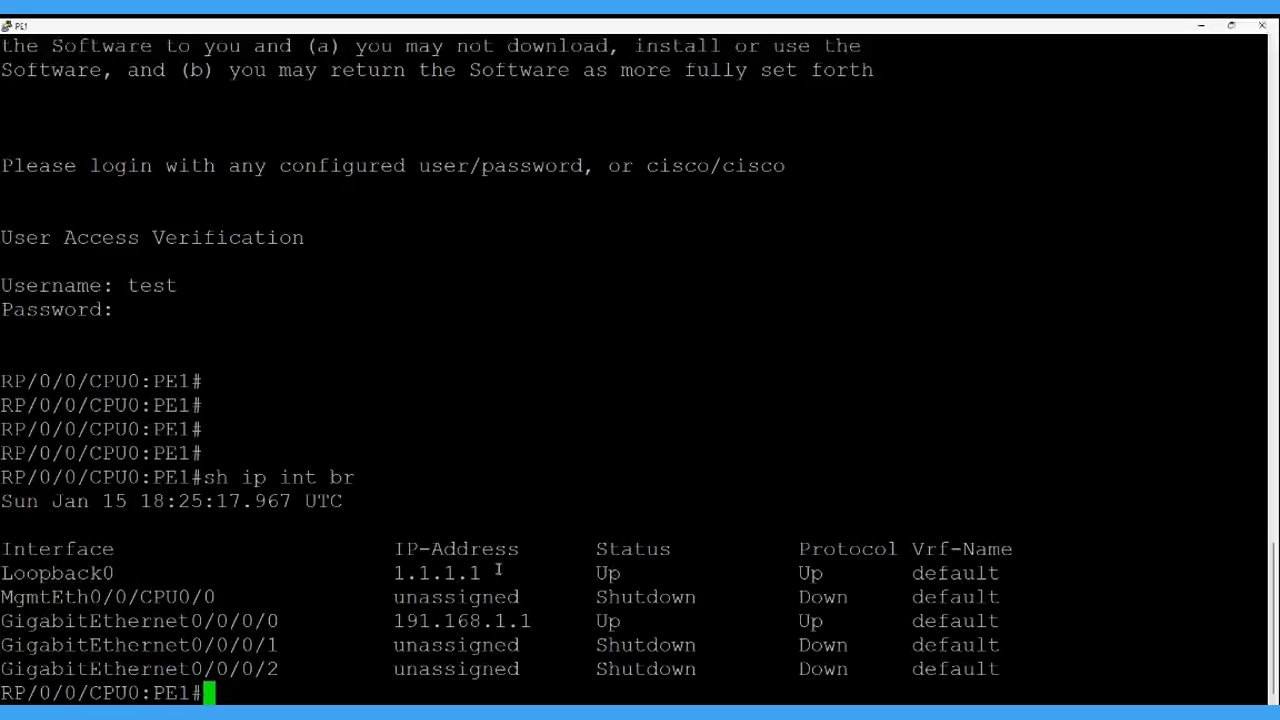 PE1
the Software to you and (a) you may not download, install or use the
Software, and (b) you may return the Software as more fully set forth
Please login with any configured user/password, or cisco/cisco
User Access Verification
Username: test
Password:
RP/0/0/CPU0:PE1#
RP/0/0/CPU0:PE1#
RP/0/0/CPU0:PE1#
RP/0/0/CPU0:PE1#
RP/0/0/CPU0:PE1#sh ip int br
Sun Jan 15 18:25:17.967 UTC
Interface IP-Address Status Protocol Vrf-Name
Loopback0 1.1.1.1 Up Up default
MgmtEth0/0/CPU0/0 unassigned Shutdown Down default
GigabitEthernet0/0/0/0 191.168.1.1 Up Up default
GigabitEthernet0/0/0/1 unassigned Shutdown Down default
GigabitEthernet0/0/0/2 unassigned Shutdown Down default
RP/0/0/CPU0:PE1#